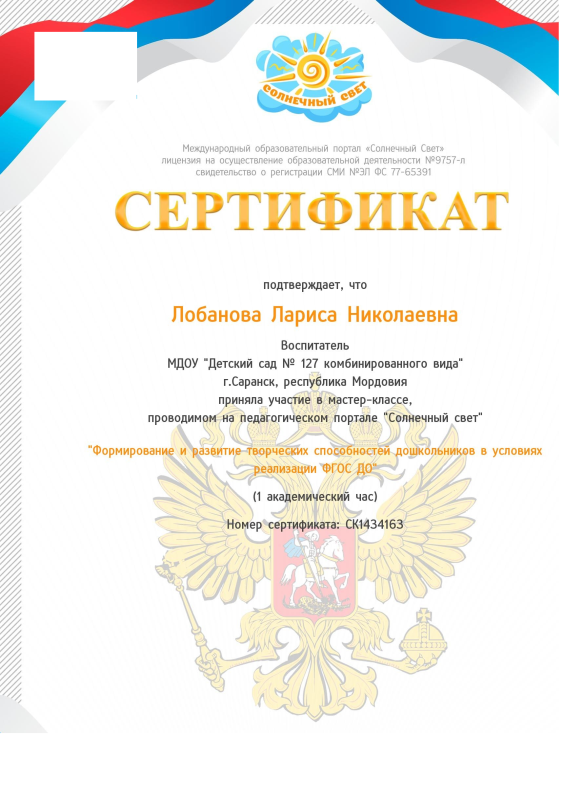 СОЛНЕЧНЫЙ СВЕТ
Международный образовательный портал «Солнечный Свет»
лицензия на осуществление образовательной деятельности №9757-л
свидетельство о регистрации СМИ №ЭЛ ФС 77-65391
СЕРТИФИКАТ
подтверждает, что
Лобанова Лариса Николаевна
Воспитатель
МДОУ "Детский сад № 127 комбинированного вида"
г.Саранск, республика Мордовия
приняла участие в мастер-классе,
проводимом на педагогическом портале "Солнечный свет"
"Формирование и развитие творческих способностей дошкольников в условиях
реализации ФГОС ДО"
(1 академический час)
Номер сертификата: СК1434163